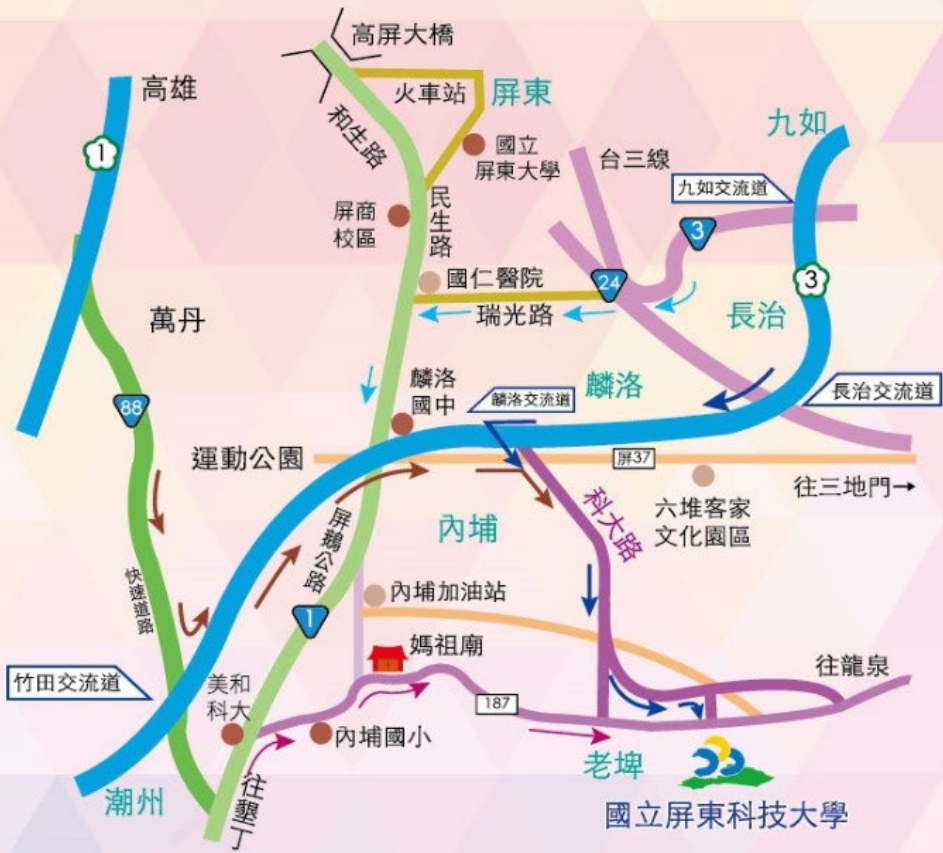 高屏大橋
高雄
火車站
屏東
九如
1
和生路
國立
屏東大學
台三線
九如交流道
屏商
校區
民生路
3
國仁醫院
24
3
瑞光路
長治
萬丹
麟洛
國中
麟洛交流道
麟洛
長治交流道
88
運動公園
屏37
往三地門→
六堆客家
文化園區
科大路
內埔
屏鵝公路
快速道路
內埔加油站
1
媽祖廟
往龍泉
竹田交流道
美和
科大
187
內埔國小
老埤
潮州
往墾丁
國立屏東科技大學